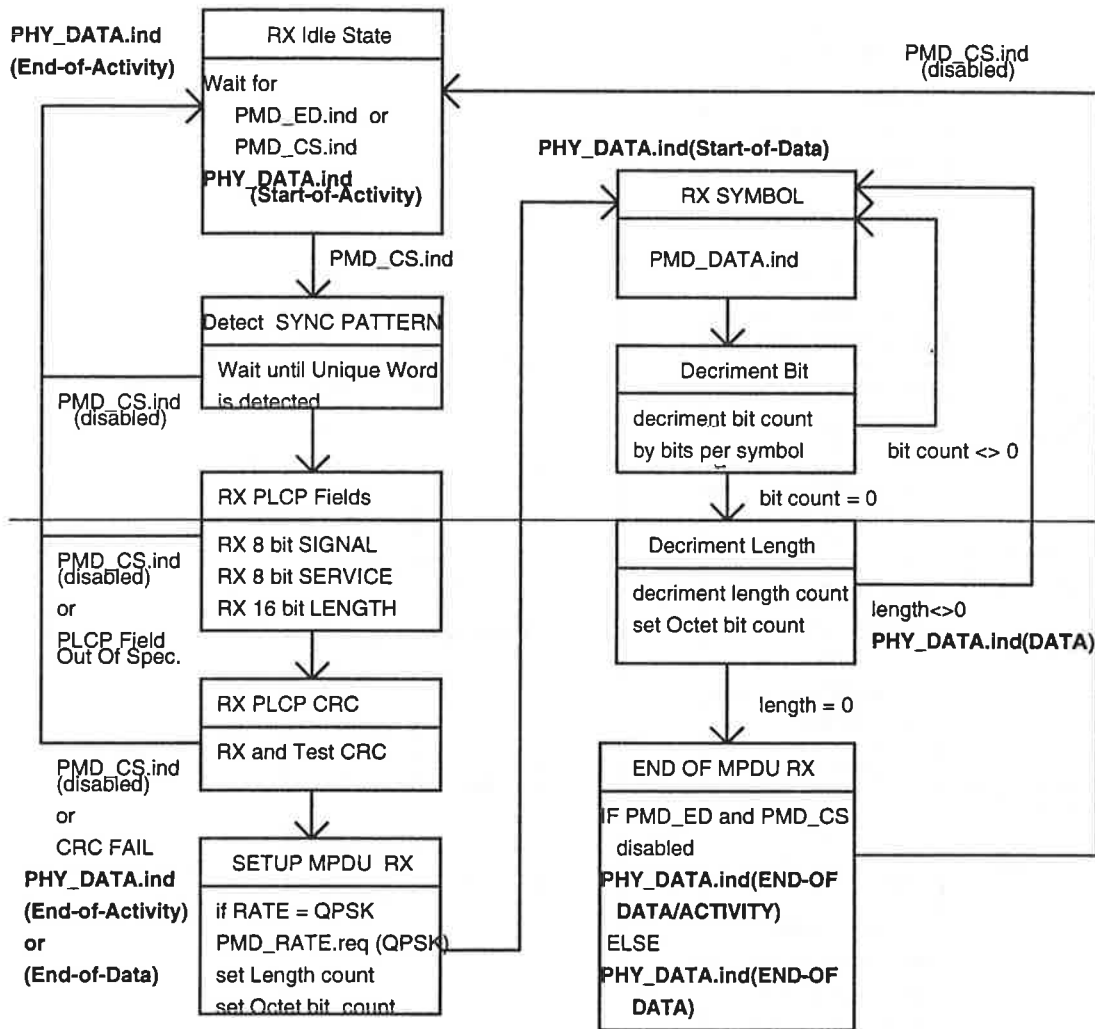 PHY_DATA.ind
(End-of-Activity)
RX Idle State
Wait for
PMD_ED.ind or
PMD_CS.ind
PHY_DATA.ind
(Start-of-Activity)
PMD_CS.ind
Detect SYNC PATTERN
Wait until Unique Word
is detected
PMD_CS.ind
(disabled)
RX PLCP Fields
RX 8 bit SIGNAL
RX 8 bit SERVICE
RX 16 bit LENGTH
PMD_CS.ind
(disabled)
or
PLCP Field
Out Of Spec.
RX PLCP CRC
RX and Test CRC
PMD_CS.ind
(disabled)
or
CRC FAIL
PHY_DATA.ind
(End-of-Activity)
or
(End-of-Data)
SETUP MPDU RX
if RATE = QPSK
PMD_RATE.req (QPSK)
set Length count
set Octet bit count
PMD_CS.ind
(disabled)
PHY_DATA.ind(Start-of-Data)
RX SYMBOL
PMD_DATA.ind
Decriment Bit
decriment bit count
by bits per symbol
bit count <> 0
bit count = 0
Decriment Length
decriment length count
set Octet bit count
length<>0
PHY_DATA.ind(DATA)
length = 0
END OF MPDU RX
IF PMD_ED and PMD_CS
disabled
PHY_DATA.ind(END-OF
DATA/ACTIVITY)
ELSE
PHY_DATA.ind(END-OF
DATA)